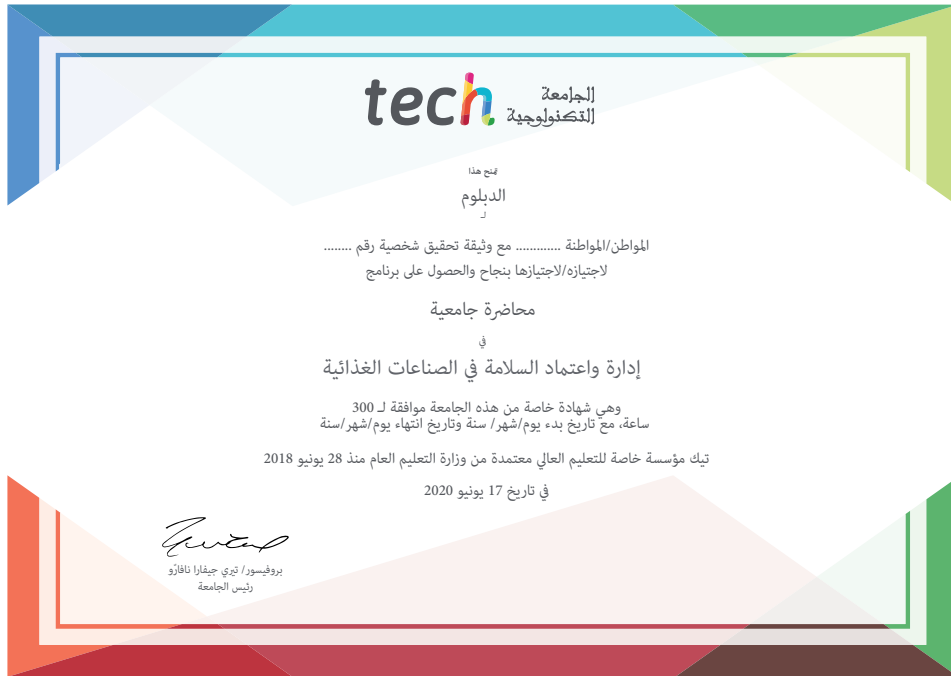 tech الجامعة
التكنولوجية
يمنح هذا
الدبلوم
لـ
المواطن/المواطنة ............. مع وثيقة تحقيق شخصية رقم ........
لاجتيازه/لاجتيازها بنجاح والحصول على برنامج
محاضرة جامعية
في
إدارة واعتماد السلامة في الصناعات الغذائية
وهي شهادة خاصة من هذه الجامعة موافقة لـ 300
ساعة، مع تاريخ بدء يوم/شهر/ سنة وتاريخ انتهاء يوم/شهر/سنة
تيك مؤسسة خاصة للتعليم العالي معتمدة من وزارة التعليم العام منذ 28 يونيو 2018
في تاريخ 17 يونيو 2020
بروفيسور/ تيري جيفارا نافارّو
رئيس الجامعة